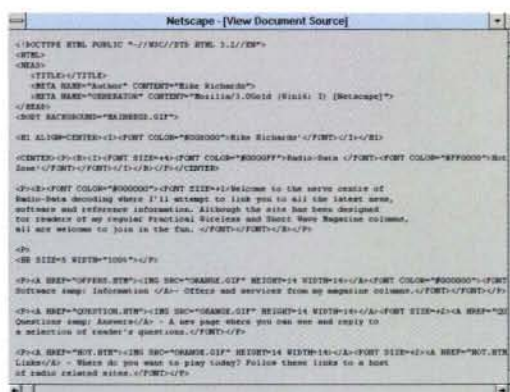 Netscape - [View Document Source]
<!DOCTYPE HTML PUBLIC "-//W3C//DTD HTML 3.2//EN">
<HTML>
<HEAD>
<TITLE></TITLE>
<META NAME="Author" CONTENT="Mike Richards">
<META NAME="GENERATOR" CONTENT="Mozilla/3.0Gold (Win16; I) [Netscape]">
</HEAD>
<BODY BACKGROUND="MAINBEGE.GIF">
<H1 ALIGN=CENTER><I><FONT COLOR="#008000">Mike Richards'</FONT></I></H1>
<CENTER><P><B><I><FONT SIZE=+4><FONT COLOR="#0000FF">Radio-Data </FONT><FONT COLOR="#FF0000">Hot
Zone'</FONT></FONT></I></B></P></CENTER>
<P><B><FONT COLOR="#000000"><FONT SIZE=+1>Welcome to the nerve centre of
Radio-Data decoding where I'll attempt to link you to all the latest news,
software and reference information. Although the site has been designed
for readers of my regular Practical Wireless and Short Wave Magazine columns,
all are welcome to join in the fun. </FONT></FONT></B></P>
<P>
<HR SIZE=5 WIDTH="100%"></P>
<P><A HREF="OFFERS.HTM"><IMG SRC="ORANGE.GIF" HEIGHT=14 WIDTH=14></A><FONT COLOR="#000000"><FONT
Software &amp; Information </A>- Offers and services from my magazine columns.</FONT></FONT></P>
<P><A HREF="QUESTION.HTM"><IMG SRC="ORANGE.GIF" HEIGHT=14 WIDTH=14></A><FONT SIZE=+2><A HREF="QU
Questions &amp; Answers</A> - A new page where you can see and reply to
a selection of reader's questions.</FONT></P>
<P><A HREF="HOT.HTM"><IMG SRC="ORANGE.GIF" HEIGHT=14 WIDTH=14></A><FONT SIZE=+2><A HREF="HOT.HTM
Links</A> - Where do you want to play today? Follow these links to a host
of radio related sites.</FONT></P>